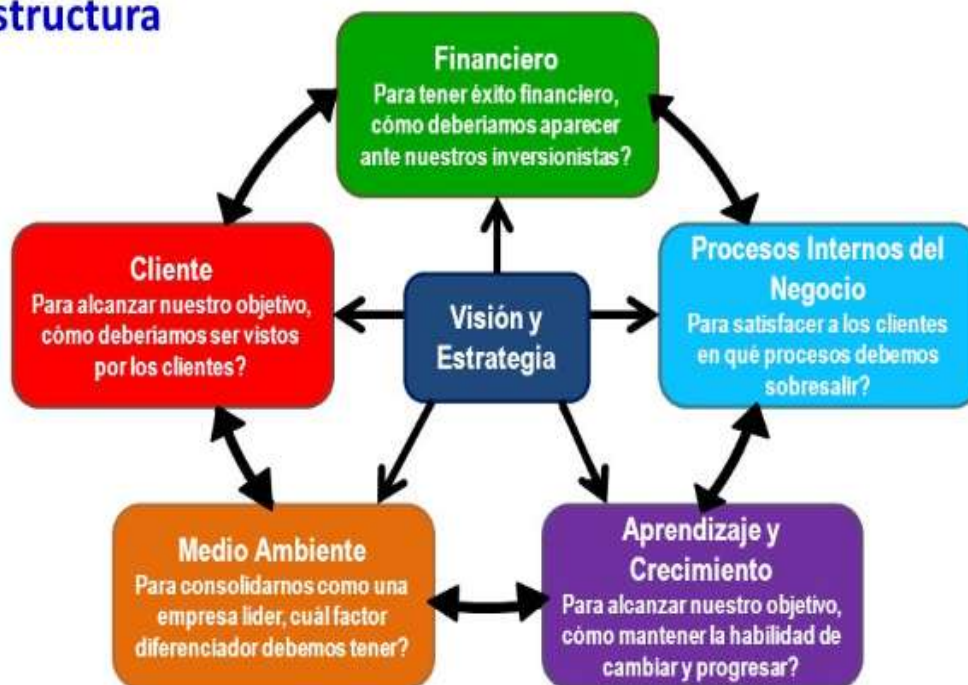 structura
Financiero
Para tener éxito financiero,
cómo deberíamos aparecer
ante nuestros inversionistas?
Cliente
Para alcanzar nuestro objetivo,
cómo deberíamos ser vistos
por los clientes?
Visión y
Estrategia
Procesos Internos del
Negocio
Para satisfacer a los clientes
en qué procesos debemos
sobresalir?
Medio Ambiente
Para consolidarnos como una
empresa lider, cuál factor
diferenciador debemos tener?
Aprendizaje y
Crecimiento
Para alcanzar nuestro objetivo,
cómo mantener la habilidad de
cambiar y progresar?